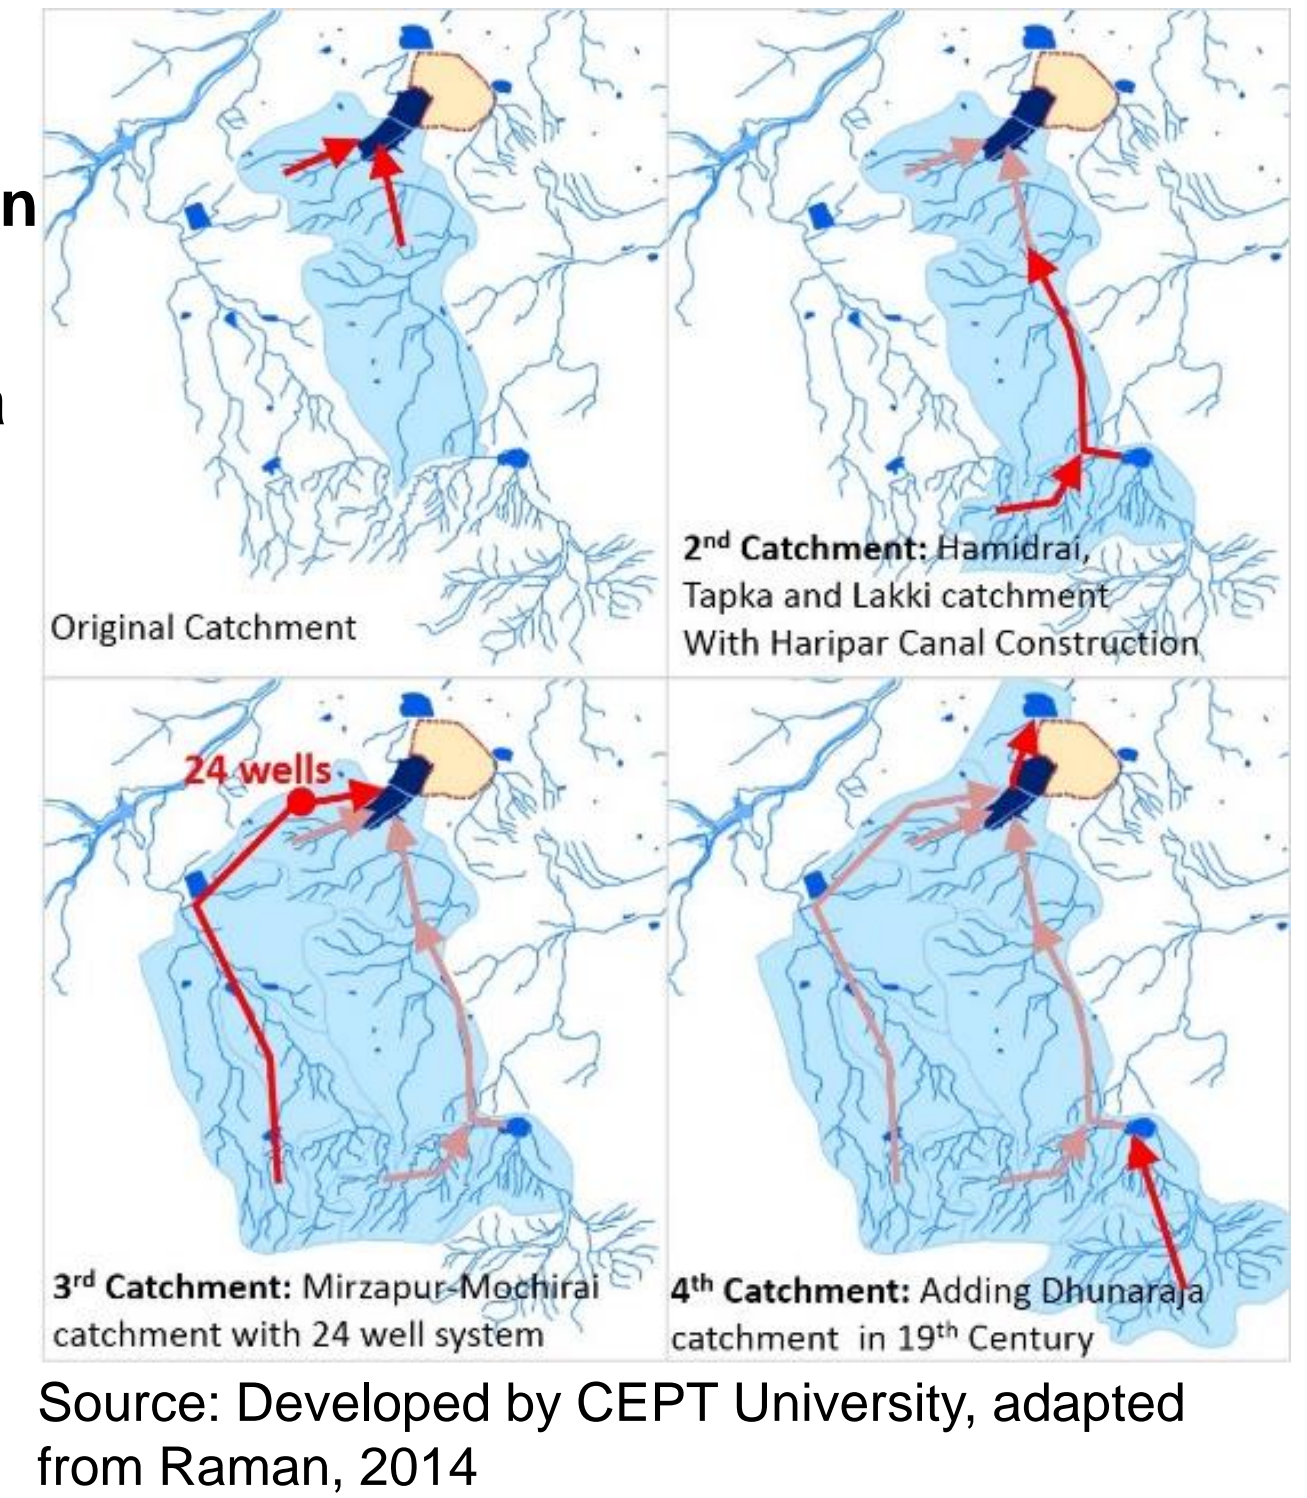 n
a
Original Catchment
2nd Catchment: Hamidrai,
Tapka and Lakki catchment
With Haripar Canal Construction
24 wells
3rd Catchment: Mirzapur-Mochirai
catchment with 24 well system
4th Catchment: Adding Dhunaraja
catchment in 19th Century
Source: Developed by CEPT University, adapted
from Raman, 2014